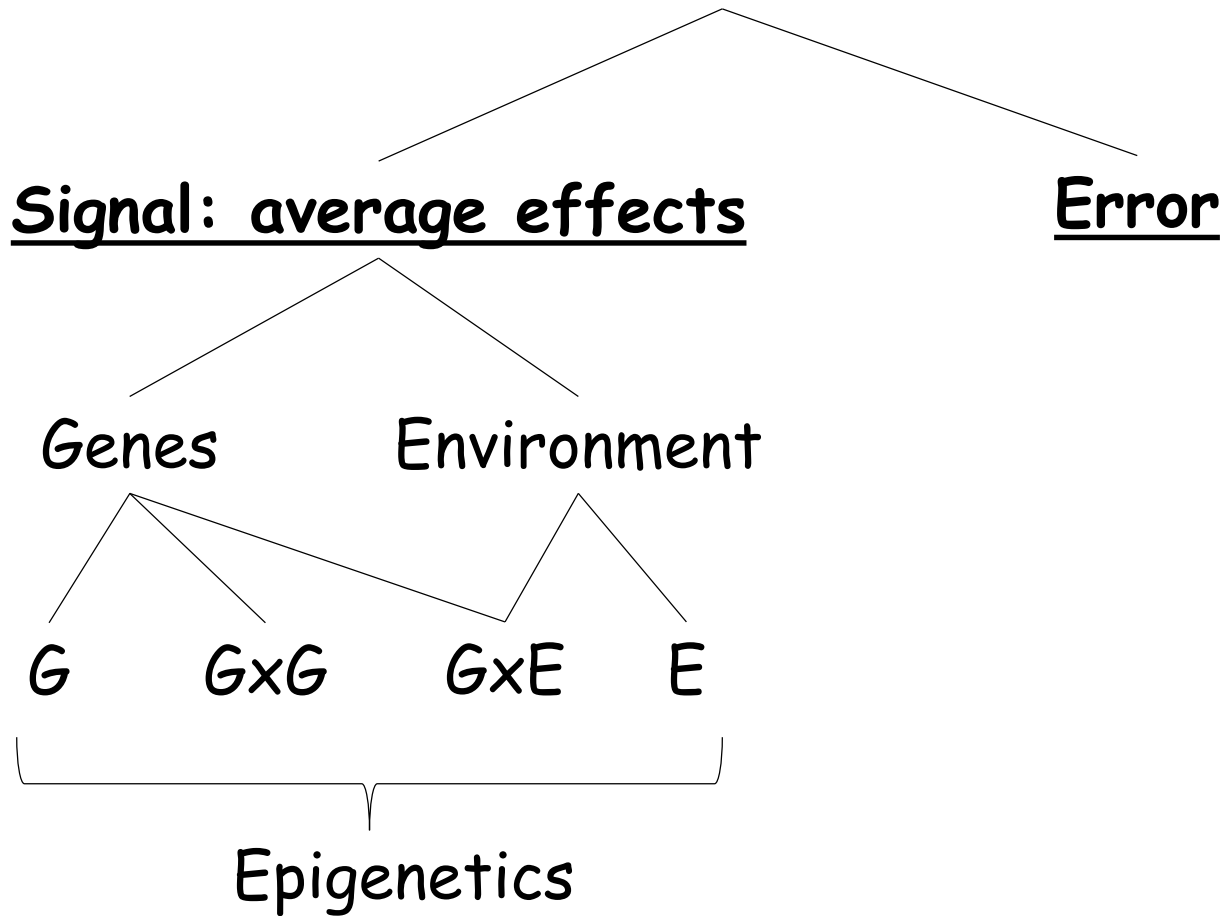 Signal: average effects
Error
Genes
Environment
G
GxG
GxE
E
Epigenetics